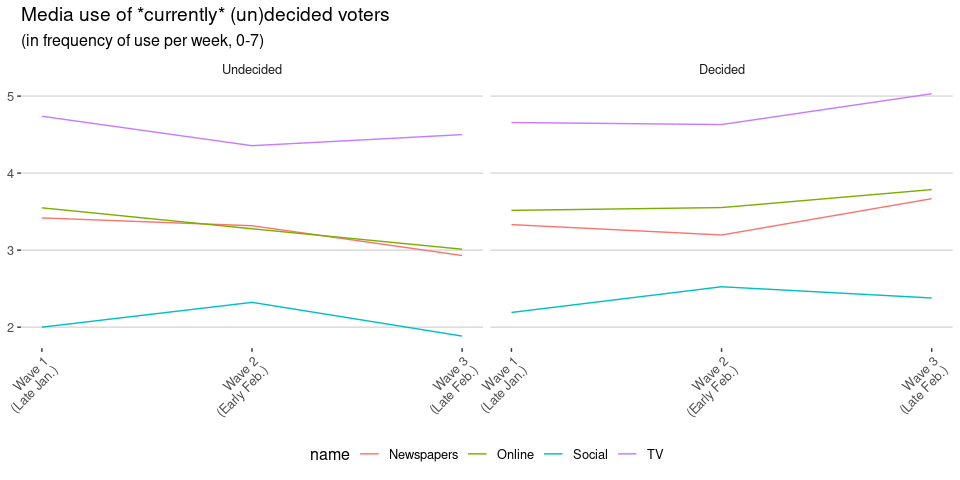 Media use of *currently* (un)decided voters
(in frequency of use per week, 0-7)
Undecided
Decided
5
4
3
2
Wave 1
(Late Jan.)
Wave 2
(Early Feb.)
Wave 3
(Late Feb.)
Wave 1
(Late Jan.)
Wave 2
(Early Feb.)
Wave 3
(Late Feb.)
name Newspapers Online Social TV